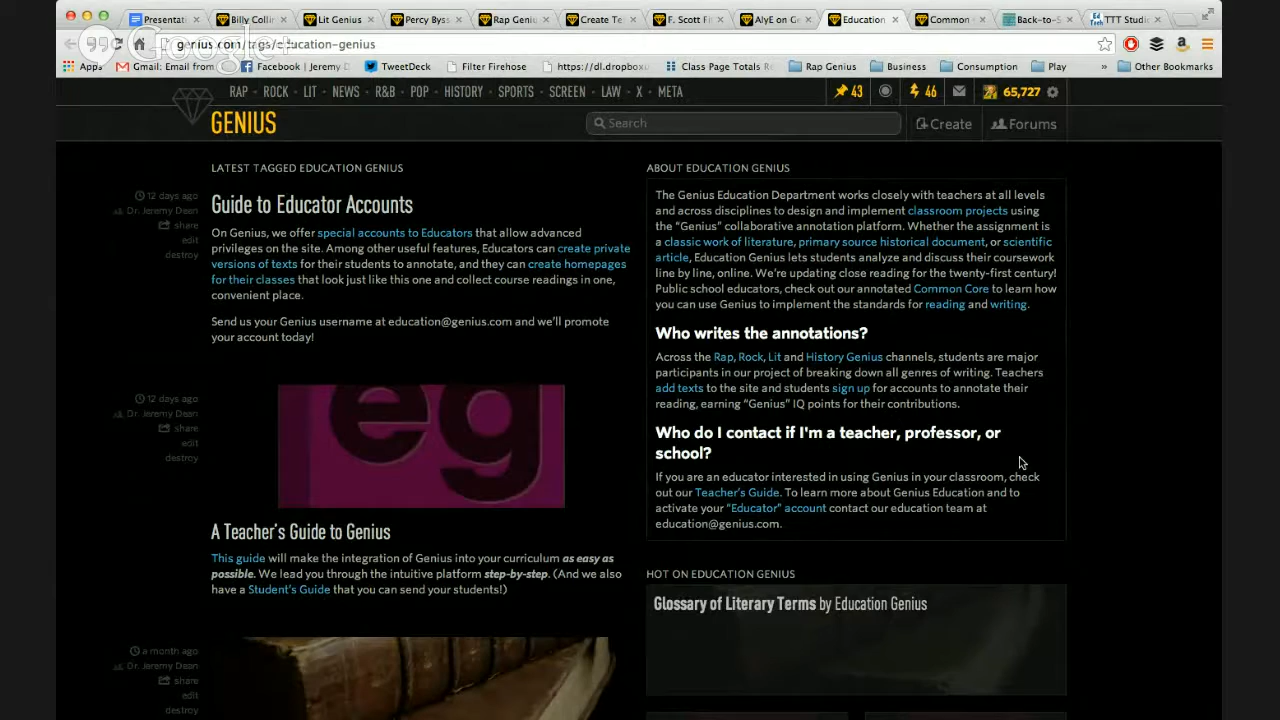 Presentati
Billy Collin
Lit Genius
Percy Byss
Rap Geniu
Create Te
F. Scott Fi
AlyE on G
Education
Common
Back-to-S
TTT Studi
Google+
genius.com/tags/education-genius
Apps
Gmail: Email from
Facebook | Jeremy D
TweetDeck
Filter Firehose
https://dl.dropbox
Class Page Totals
Rap Genius
Business
Consumption
Play
»
Other Bookmarks
RAP · ROCK · LIT · NEWS · R&B · POP · HISTORY · SPORTS · SCREEN · LAW · X · META
43
46
65,727
GENIUS
Search
Create
Forums
LATEST TAGGED EDUCATION GENIUS
12 days ago
Dr. Jeremy Dean
share
edit
destroy
Guide to Educator Accounts
On Genius, we offer special accounts to Educators that allow advanced
privileges on the site. Among other useful features, Educators can create private
versions of texts for their students to annotate, and they can create homepages
for their classes that look just like this one and collect course readings in one,
convenient place.
Send us your Genius username at education@genius.com and we'll promote
your account today!
12 days ago
Dr. Jeremy Dean
share
edit
destroy
eg
A Teacher's Guide to Genius
This guide will make the integration of Genius into your curriculum as easy as
possible. We lead you through the intuitive platform step-by-step. (And we also
have a Student's Guide that you can send your students!)
a month ago
Dr. Jeremy Dean
share
edit
destroy
ABOUT EDUCATION GENIUS
The Genius Education Department works closely with teachers at all levels
and across disciplines to design and implement classroom projects using
the "Genius" collaborative annotation platform. Whether the assignment is
a classic work of literature, primary source historical document, or scientific
article, Education Genius lets students analyze and discuss their coursework
line by line, online. We're updating close reading for the twenty-first century!
Public school educators, check out our annotated Common Core to learn how
you can use Genius to implement the standards for reading and writing.
Who writes the annotations?
Across the Rap, Rock, Lit and History Genius channels, students are major
participants in our project of breaking down all genres of writing. Teachers
add texts to the site and students sign up for accounts to annotate their
reading, earning "Genius" IQ points for their contributions.
Who do I contact if I'm a teacher, professor, or
school?
If you are an educator interested in using Genius in your classroom, check
out our Teacher's Guide. To learn more about Genius Education and to
activate your "Educator" account contact our education team at
education@genius.com.
HOT ON EDUCATION GENIUS
Glossary of Literary Terms by Education Genius